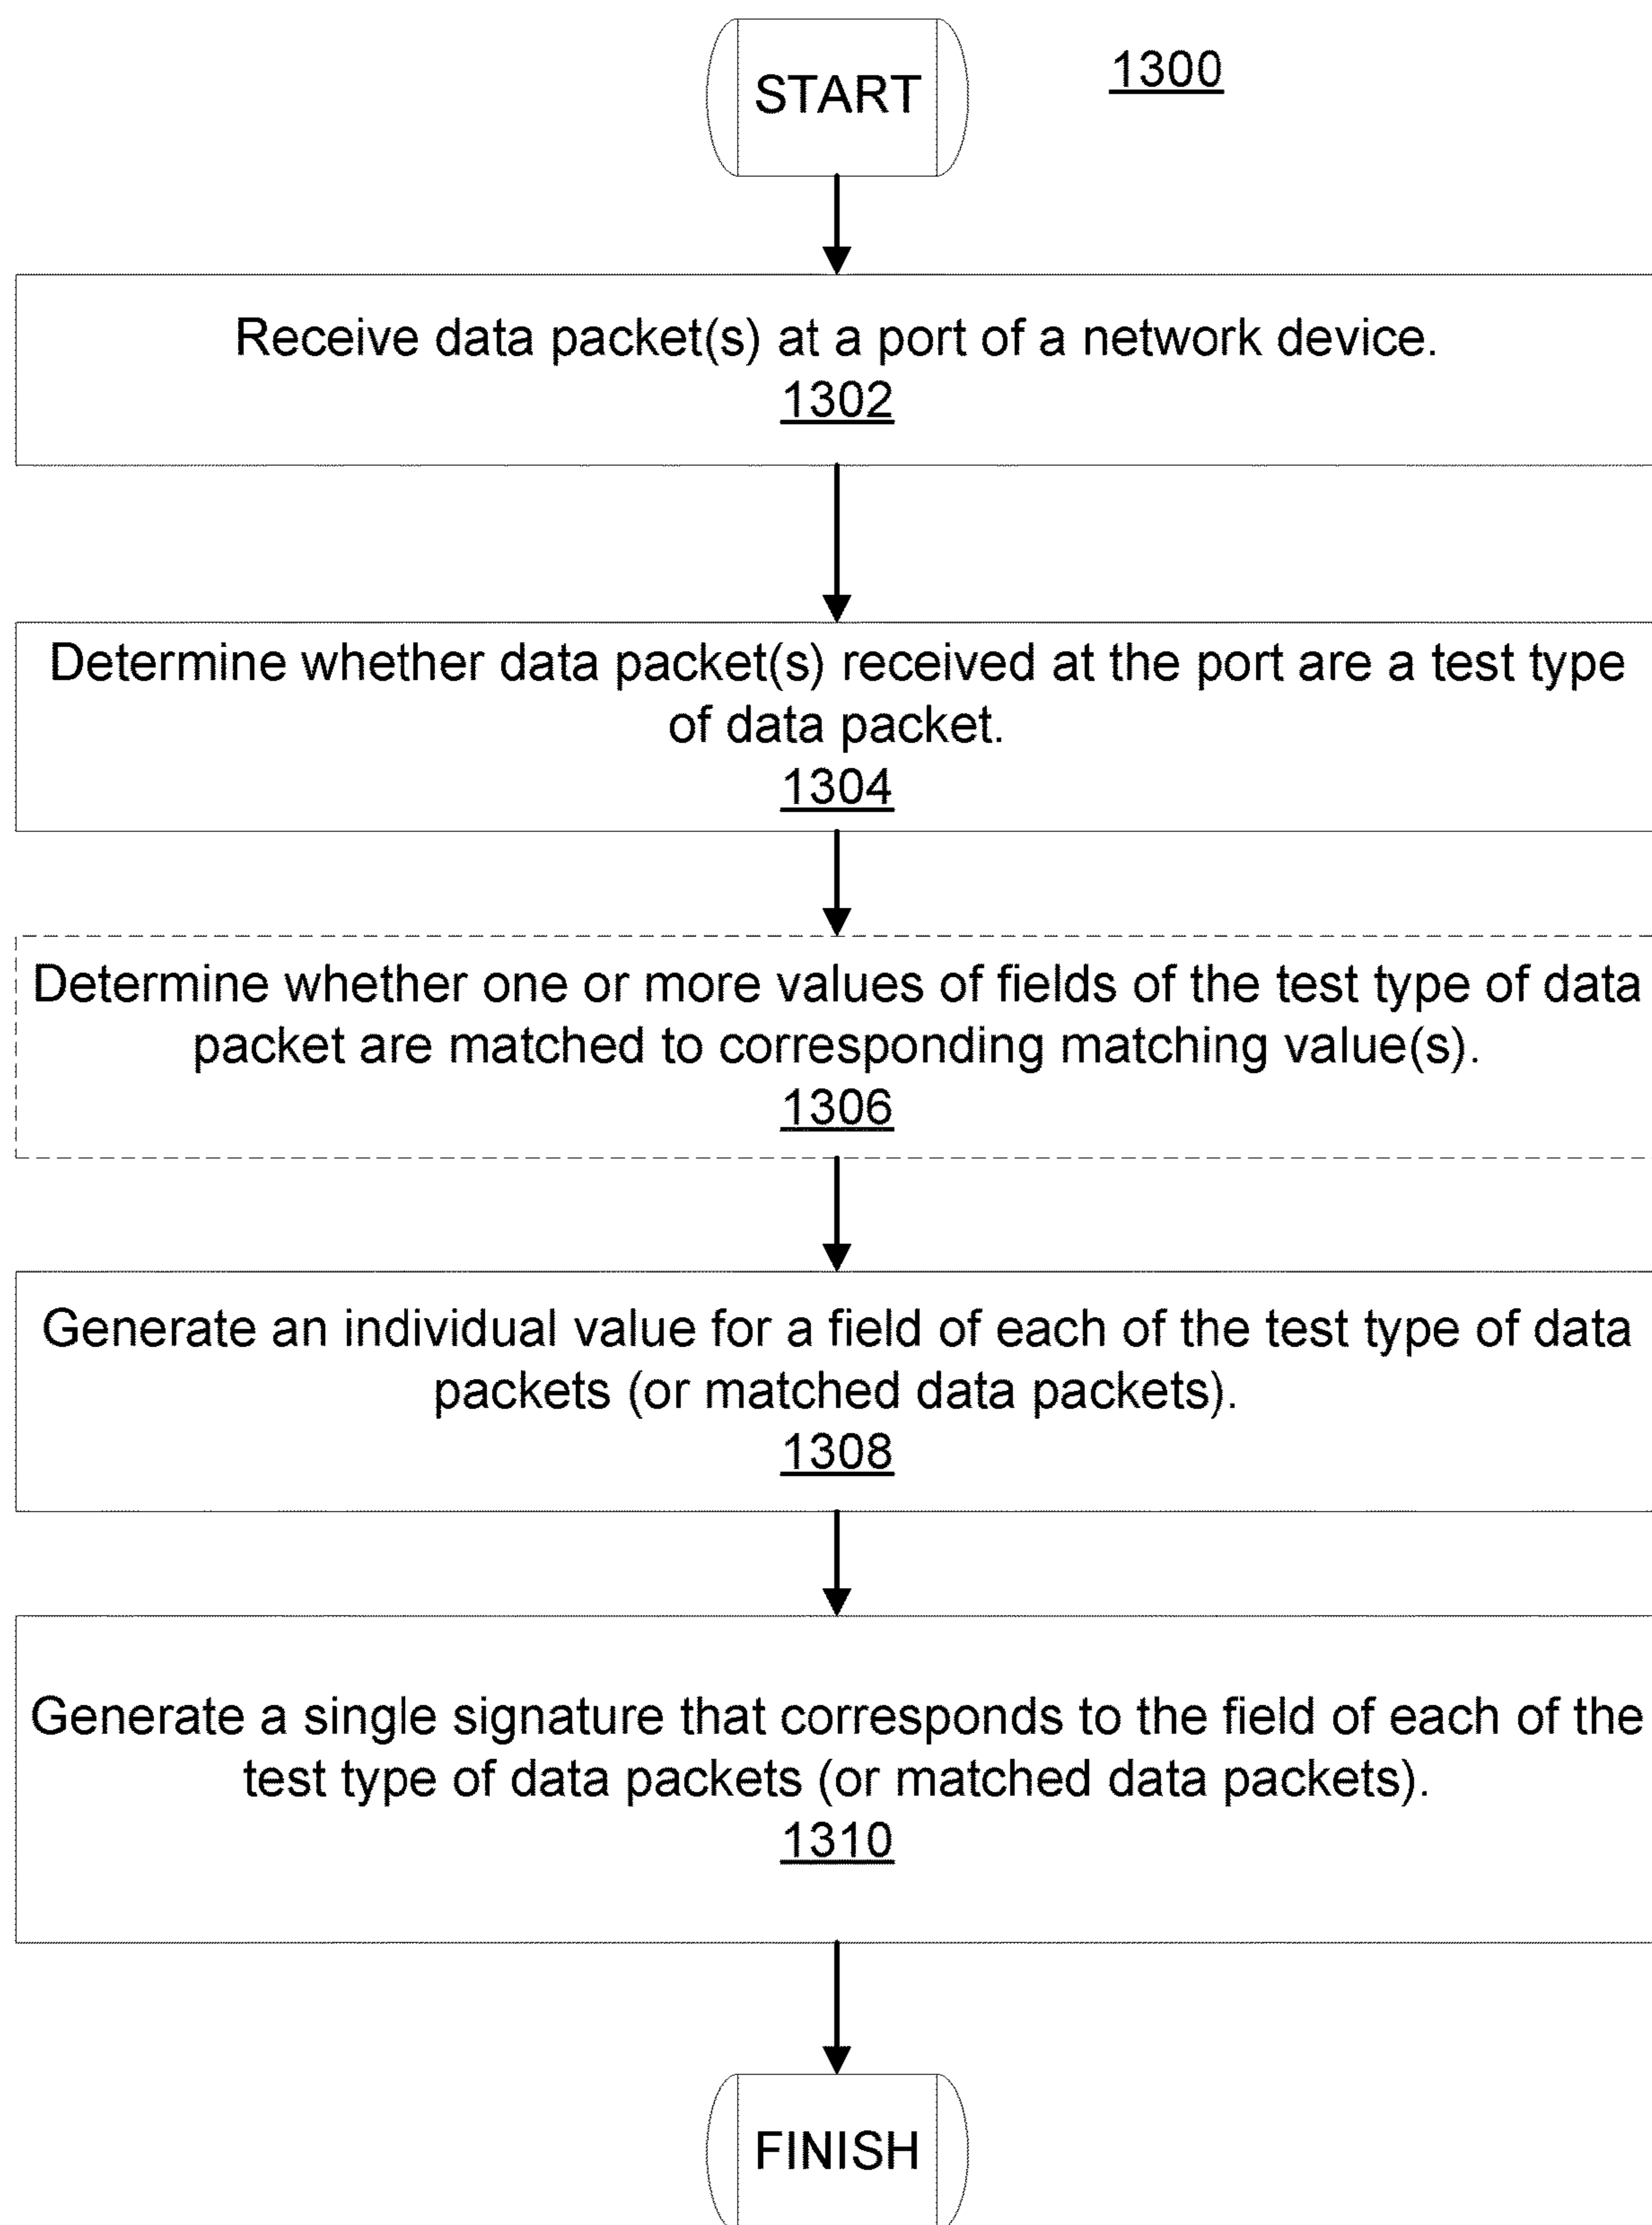 START
1300
Receive data packet(s) at a port of a network device.
1302
Determine whether data packet(s) received at the port are a test type
of data packet.
1304
Determine whether one or more values of fields of the test type of data
packet are matched to corresponding matching value(s).
1306
Generate an individual value for a field of each of the test type of data
packets (or matched data packets).
1308
Generate a single signature that corresponds to the field of each of the
test type of data packets (or matched data packets).
1310
FINISH